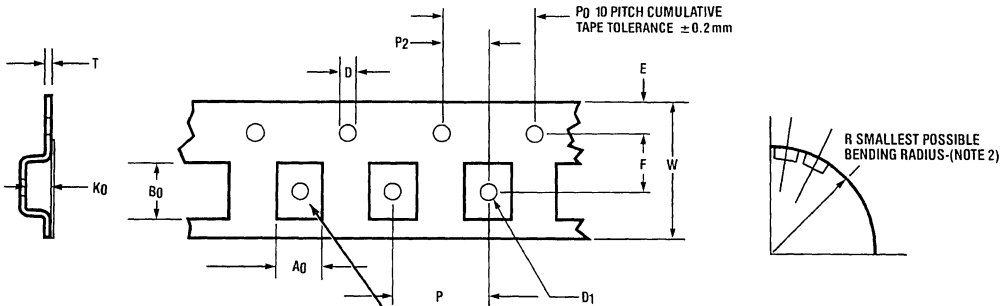 P0 10 PITCH CUMULATIVE
TAPE TOLERANCE ±0.2mm
P2
T
D
E
R SMALLEST POSSIBLE
BENDING RADIUS-(NOTE 2)
F
W
K0
B0
A0
P
D1